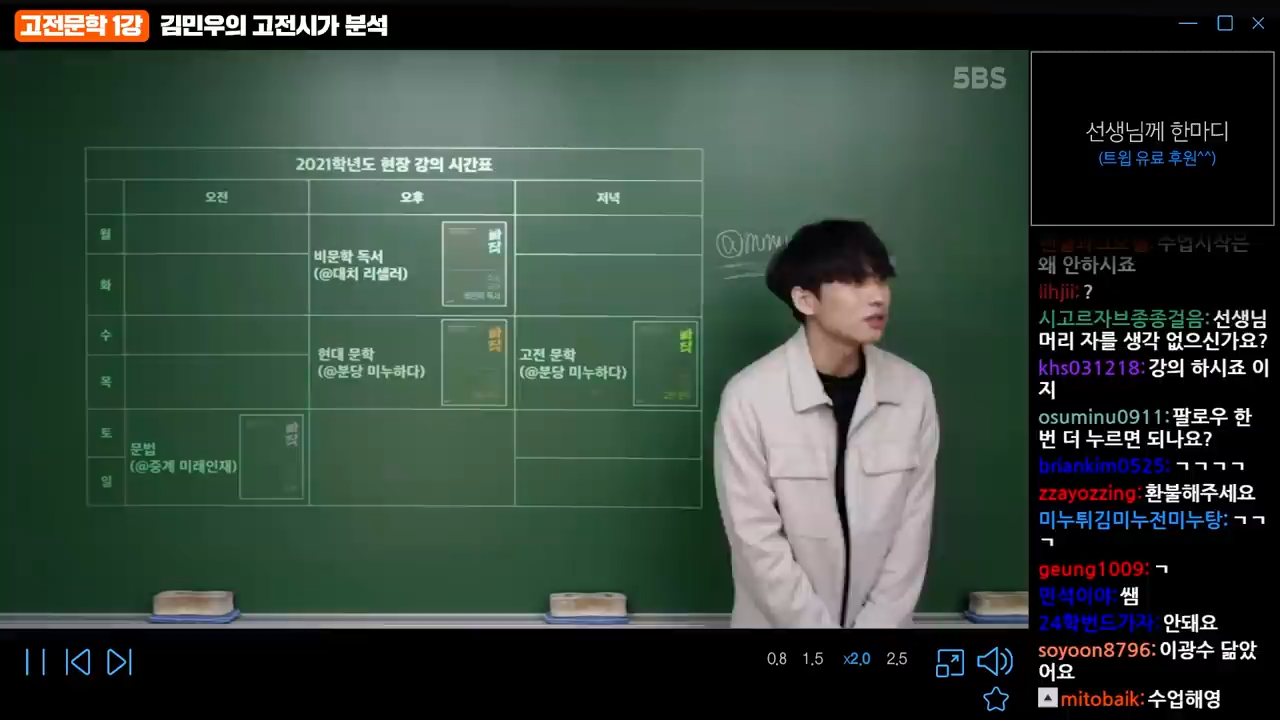 고전문학 1강 김민우의 고전시가 분석
5BS
2021학년도 현장 강의 시간표
오전 오후 저녁
월
화
수
목
토
일
비문학 독서
(@대치 리셀러)
현대 문학
(@분당 미누하다)
고전 문학
(@분당 미누하다)
문법
(@중계 미래인재)
0.8 1.5 x2.0 2.5
선생님께 한마디
(트윕 유료 후원^^)
수업시작은
왜 안하시죠
lihjii: ?
시고르자브종종걸음: 선생님
머리 자를 생각 없으신가요?
khs031218: 강의 하시죠 이
지
osuminu0911: 팔로우 한
번 더 누르면 되나요?
briankim0525: ㄱㄱㄱㄱ
zzayozzing: 환불해주세요
미누튀김미누전미누탕: ㄱㄱ
ㄱ
geung1009: ㄱ
민석이야: 쌤
24학번드가자: 안돼요
soyoon8796: 이광수 닮았
어요
mitobaik: 수업해영